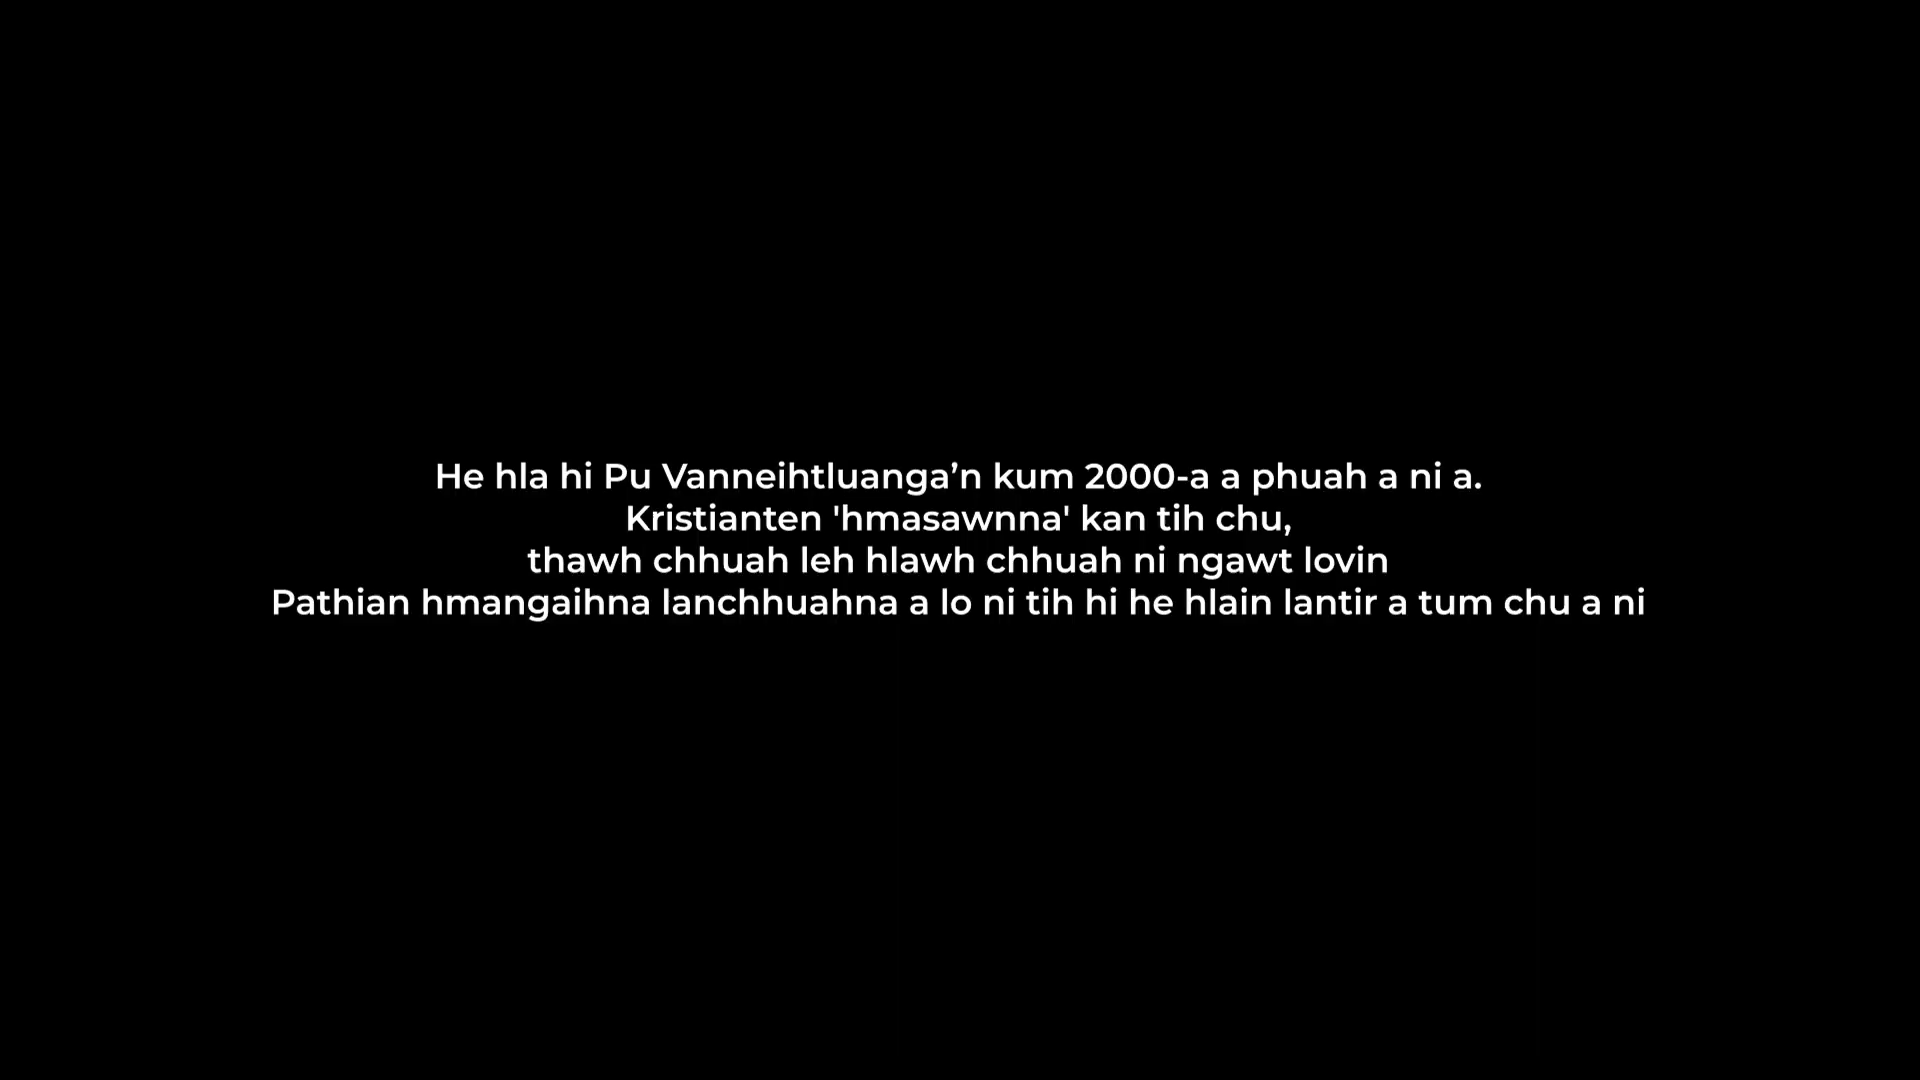 He hla hi Pu Vanneihtluanga’n kum 2000-a a phuah a ni a.
Kristianten 'hmasawnna' kan tih chu,
thawh chhuah leh hlawh chhuah ni ngawt lovin
Pathian hmangaihna lanchhuahna a lo ni tih hi he hlain lantir a tum chu a ni